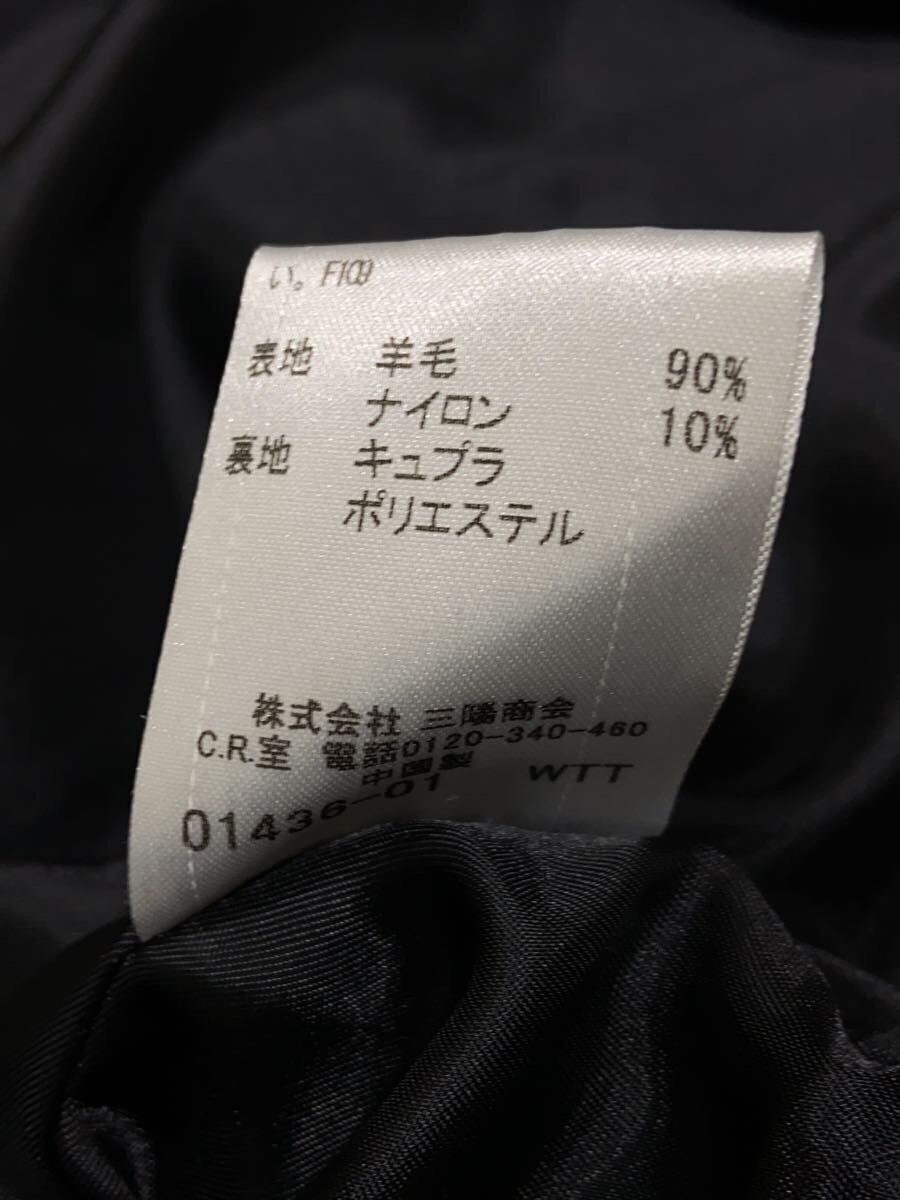 い。F109
表地 羊毛 90%
ナイロン 10%
裏地 キュプラ
ポリエステル
株式会社 三陽商会
C.R.室 電話0120-340-460
中国製
01436-01 WTT